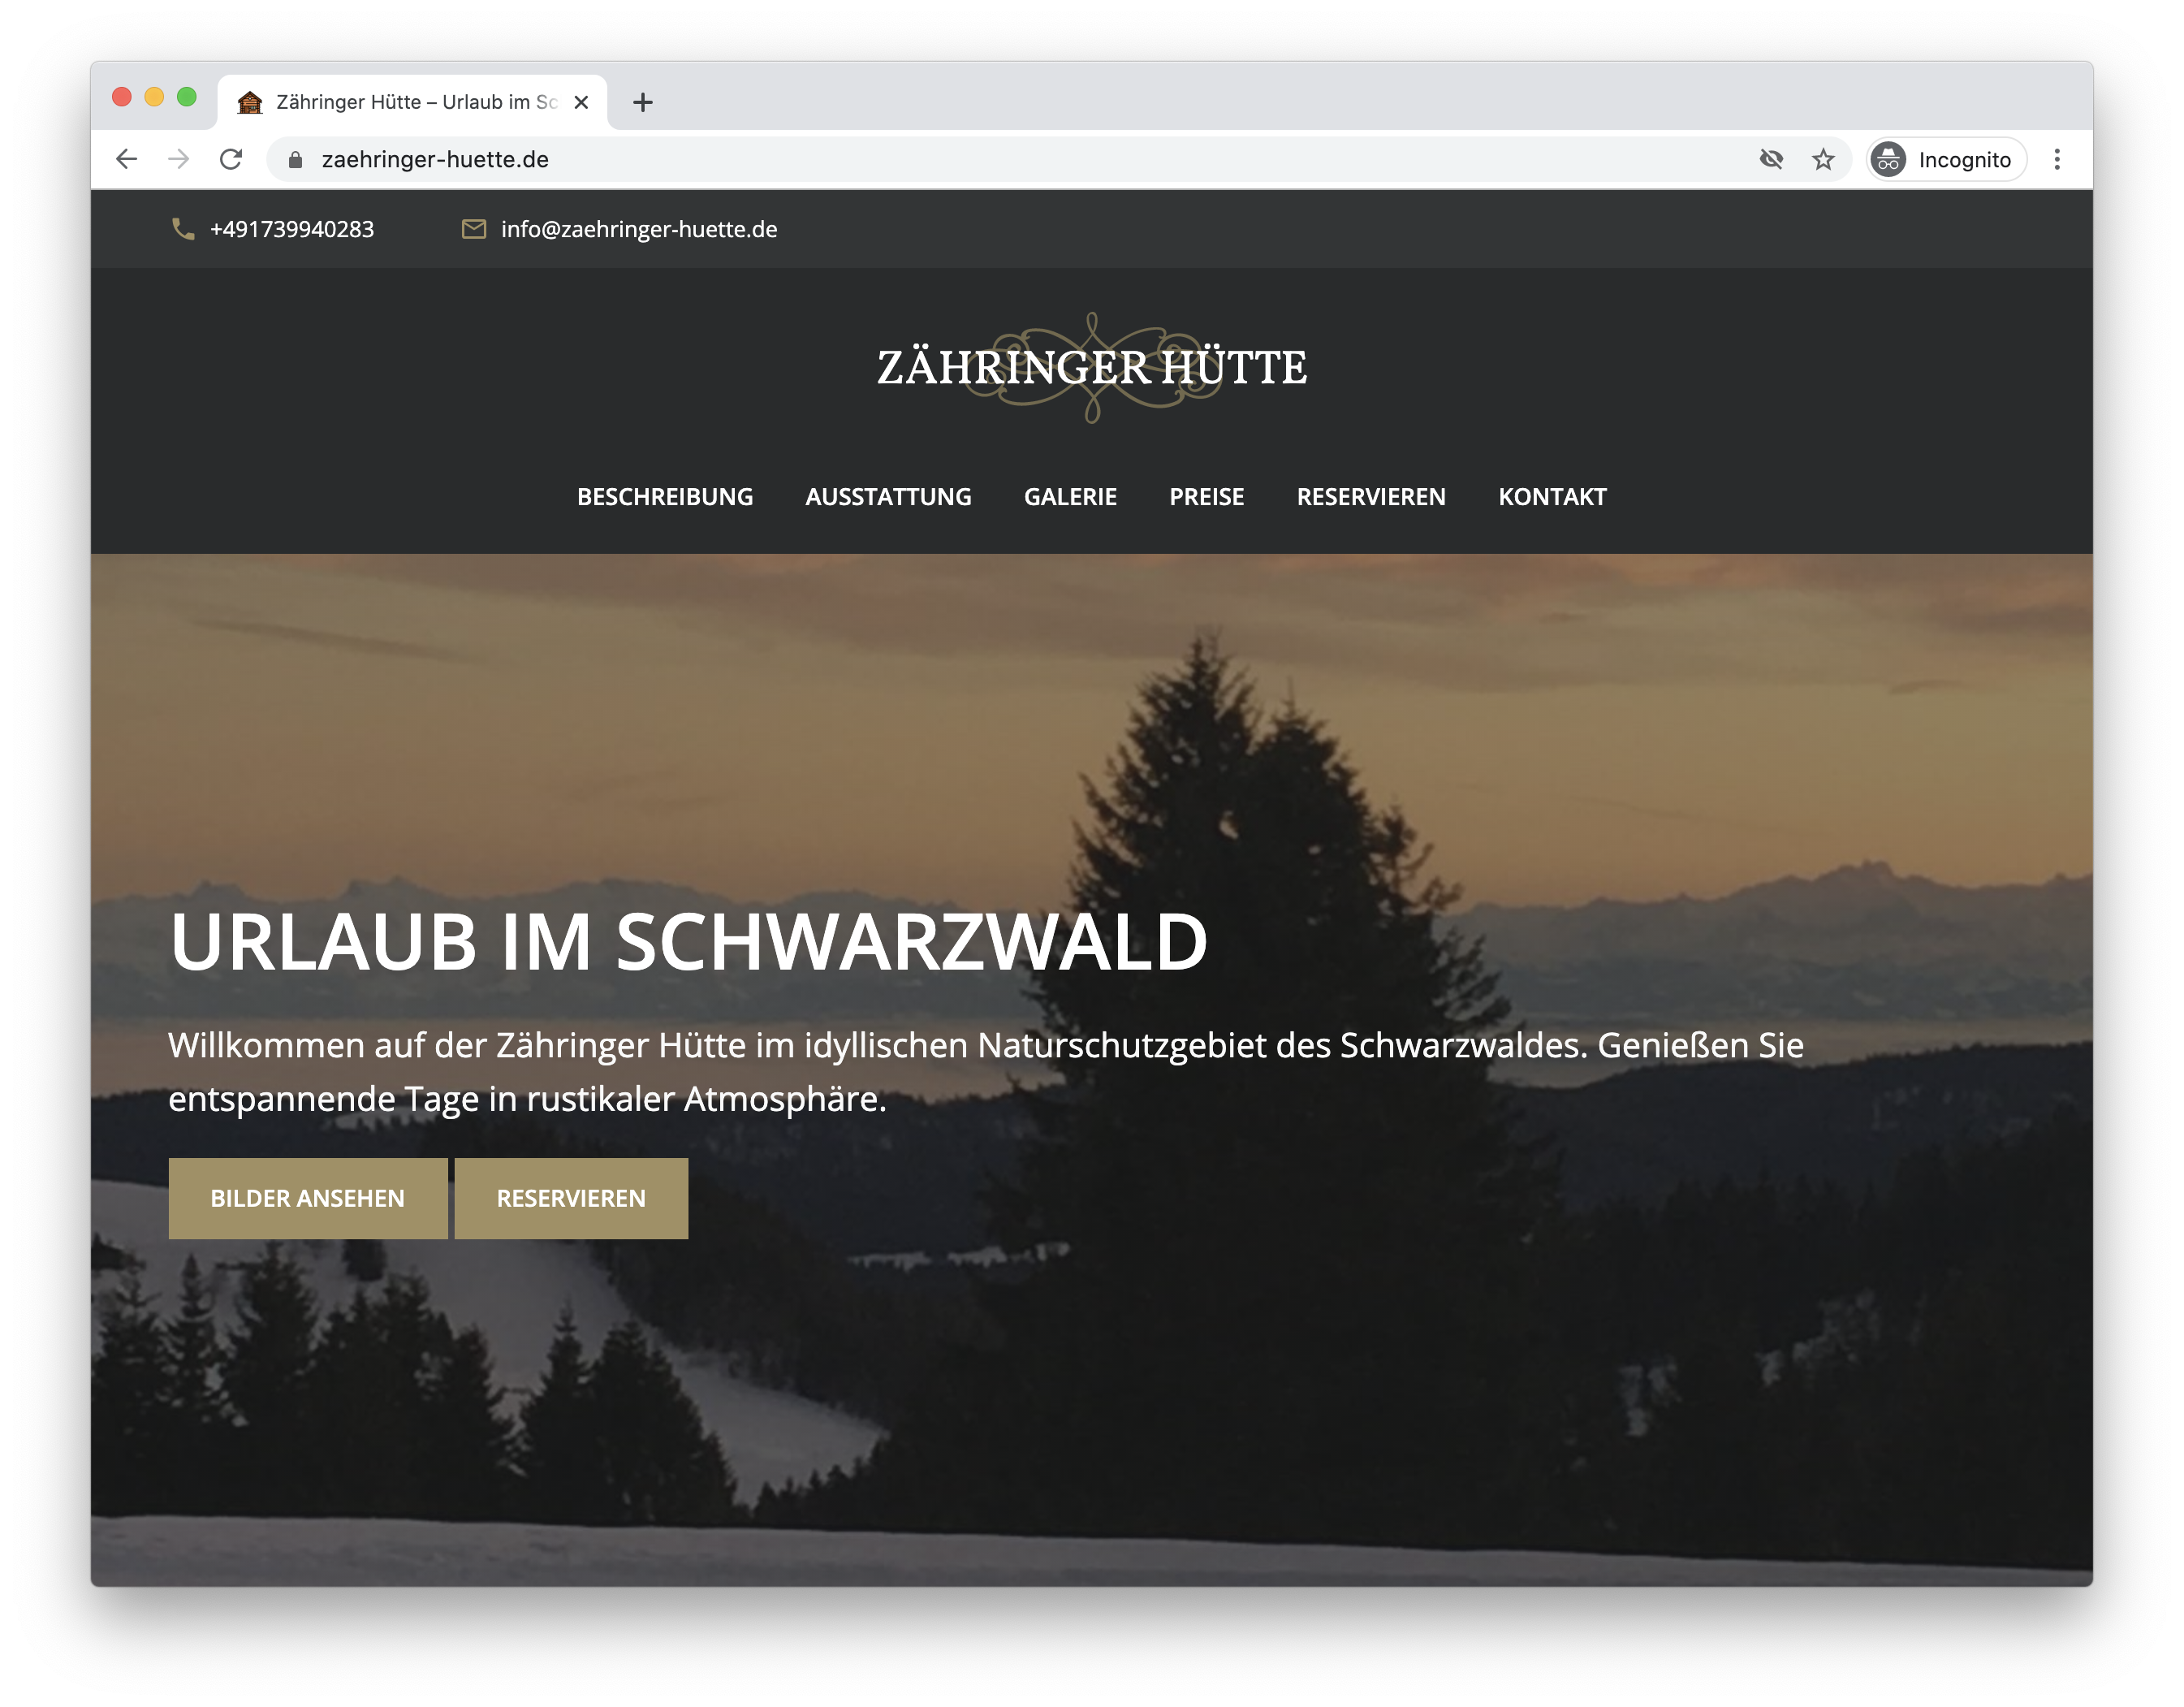 Zähringer Hütte – Urlaub im Sc
zaehringer-huette.de
Incognito
+491739940283
info@zaehringer-huette.de
ZÄHRINGER HÜTTE
BESCHREIBUNG AUSSTATTUNG GALERIE PREISE RESERVIEREN KONTAKT
URLAUB IM SCHWARZWALD
Willkommen auf der Zähringer Hütte im idyllischen Naturschutzgebiet des Schwarzwaldes. Genießen Sie
entspannende Tage in rustikaler Atmosphäre.
BILDER ANSEHEN RESERVIEREN